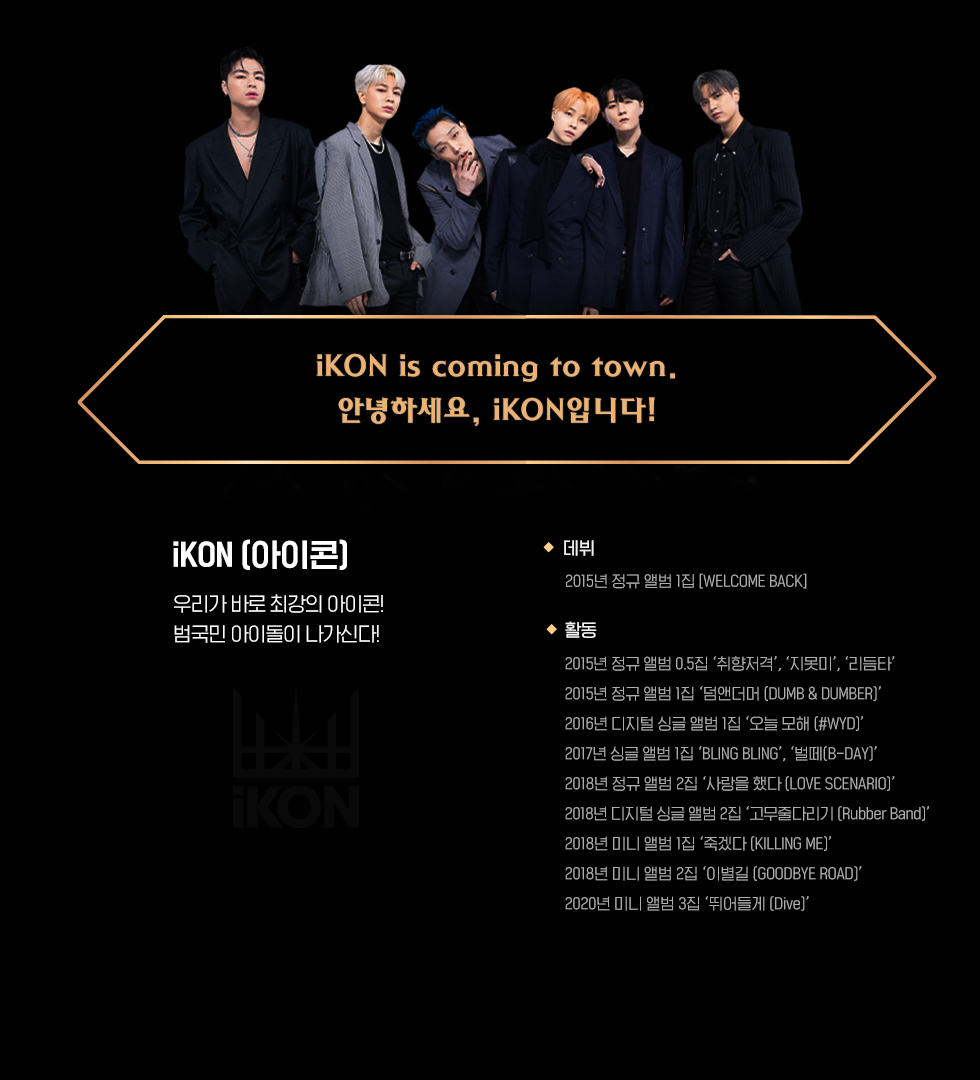 iKON is coming to town.
안녕하세요, iKON입니다!
iKON (아이콘)
우리가 바로 최강의 아이콘!
범국민 아이돌이 나가신다!
iKON
데뷔
2015년 정규 앨범 1집 [WELCOME BACK]
활동
2015년 정규 앨범 0.5집 ‘취향저격’, ‘지못미’, ‘리듬타’
2015년 정규 앨범 1집 ‘덤앤더머 (DUMB & DUMBER)’
2016년 디지털 싱글 앨범 1집 ‘오늘 모해 (#WYD)’
2017년 싱글 앨범 1집 ‘BLING BLING’, ‘벌떼(B-DAY)’
2018년 정규 앨범 2집 ‘사랑을 했다 (LOVE SCENARIO)’
2018년 디지털 싱글 앨범 2집 ‘고무줄다리기 (Rubber Band)’
2018년 미니 앨범 1집 ‘죽겠다 (KILLING ME)’
2018년 미니 앨범 2집 ‘이별길 (GOODBYE ROAD)’
2020년 미니 앨범 3집 ‘뛰어들게 (Dive)’